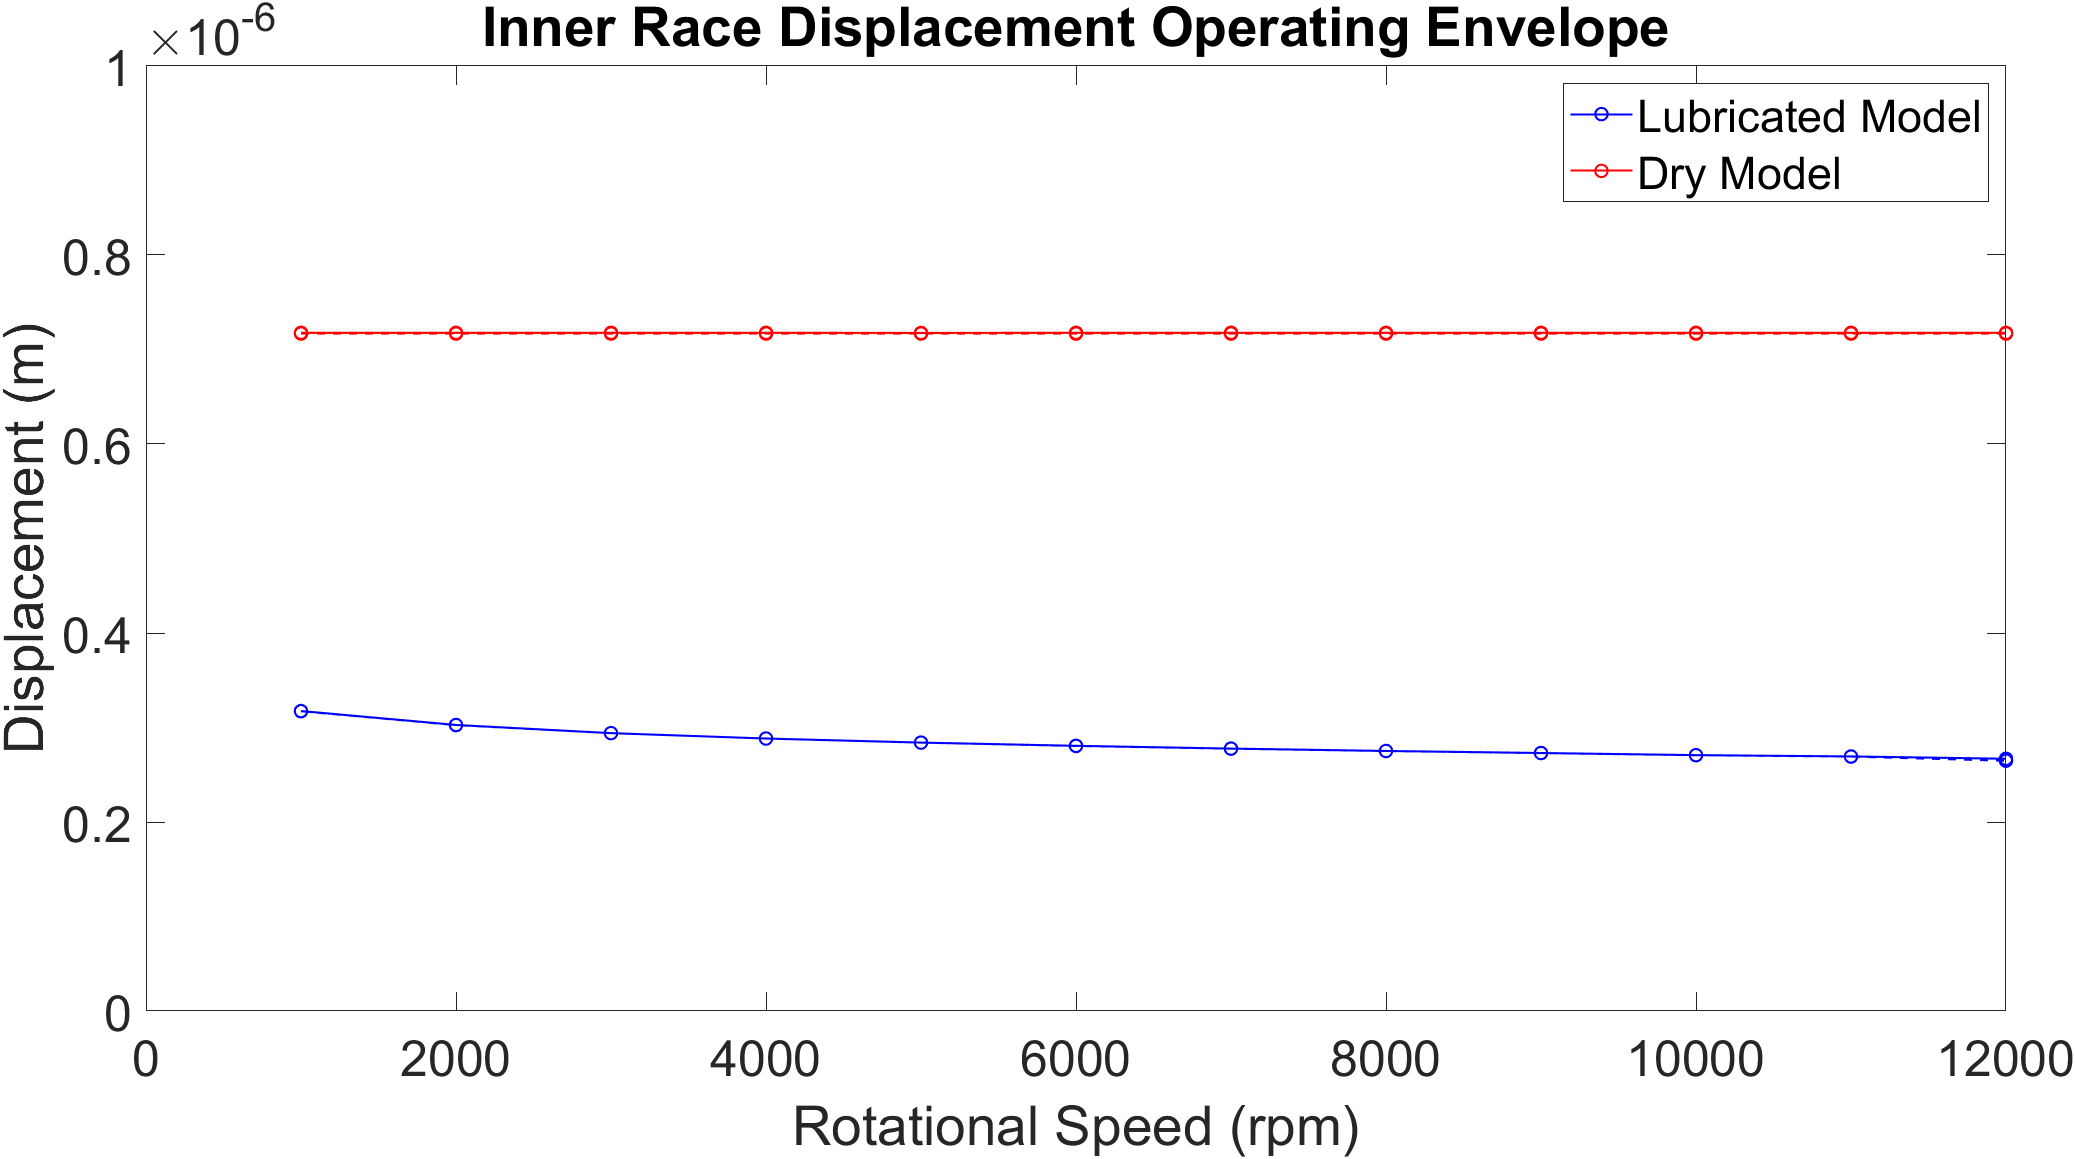 Inner Race Displacement Operating Envelope
×10-6
1
0.8
0.6
0.4
0.2
0
Displacement (m)
Lubricated Model
Dry Model
0 2000 4000 6000 8000 10000 12000
Rotational Speed (rpm)